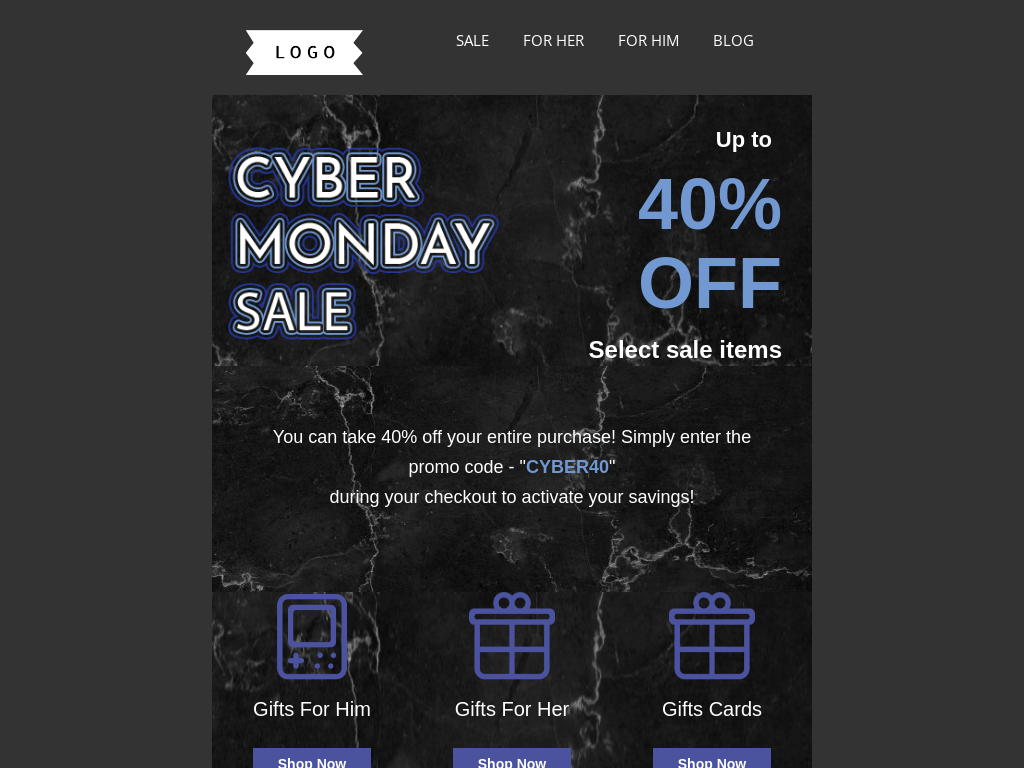 LOGO
SALE FOR HER FOR HIM BLOG
CYBER
MONDAY
SALE
Up to
40%
OFF
Select sale items
You can take 40% off your entire purchase! Simply enter the
promo code - "CYBER40"
during your checkout to activate your savings!
Gifts For Him Gifts For Her Gifts Cards
Shop Now Shop Now Shop Now